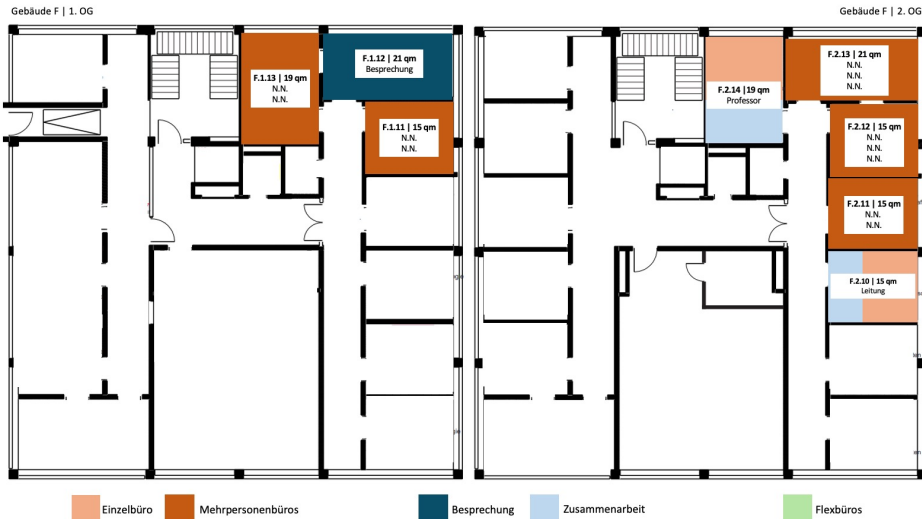 Gebäude F | 1. OG
Gebäude F | 2. OG
F.1.13 | 19 qm
N.N.
N.N.
F.1.12 | 21 qm
Besprechung
F.1.11 | 15 qm
N.N.
N.N.
F.2.14 | 19 qm
Professor
F.2.13 | 21 qm
N.N.
N.N.
N.N.
F.2.12 | 15 qm
N.N.
N.N.
N.N.
F.2.11 | 15 qm
N.N.
N.N.
F.2.10 | 15 qm
Leitung
Einzelbüro
Mehrpersonenbüros
Besprechung
Zusammenarbeit
Flexbüros